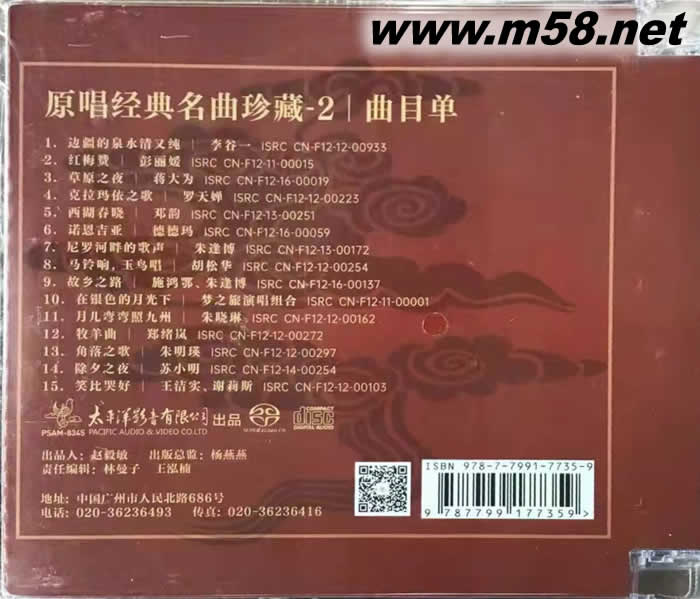 www.m58.net
原唱经典名曲珍藏-2 | 曲目单
1. 边疆的泉水清又纯 | 李谷一 ISRC CN-F12-12-00933
2. 红梅赞 | 彭丽媛 ISRC CN-F12-11-00015
3. 草原之夜 | 蒋大为 ISRC CN-F12-16-00019
4. 克拉玛依之歌 | 罗天婵 ISRC CN-F12-12-00223
5. 西湖春晓 | 邓韵 ISRC CN-F12-13-00251
6. 诺恩吉亚 | 德德玛 ISRC CN-F12-16-00059
7. 尼罗河畔的歌声 | 朱逢博 ISRC CN-F12-13-00172
8. 马铃响,玉鸟唱 | 胡松华 ISRC CN-F12-12-00254
9. 故乡之路 | 施鸿鄂、朱逢博 ISRC CN-F12-16-00137
10. 在银色的月光下 | 梦之旅演唱组合 ISRC CN-F12-11-00001
11. 月儿弯弯照九州 | 朱晓琳 ISRC CN-F12-12-00162
12. 牧羊曲 | 郑绪岚 ISRC CN-F12-12-00272
13. 角落之歌 | 朱明瑛 ISRC CN-F12-12-00297
14. 除夕之夜 | 苏小明 ISRC CN-F12-14-00254
15. 笑比哭好 | 王洁实、谢莉斯 ISRC CN-F12-12-00103
太平洋影音有限公司 出品 SACD COMPACT disc DIGITAL AUDIO
PSAM-8345 PACIFIC AUDIO & VIDEO CO.LTD
出品人: 赵毅敏 出版总监: 杨燕燕
责任编辑: 林曼子 王泓楠
地址: 中国广州市人民北路686号
电话: 020-36236493 传真: 020-36236416
ISBN 978-7-7991-7735-9
9 787799 177359 >